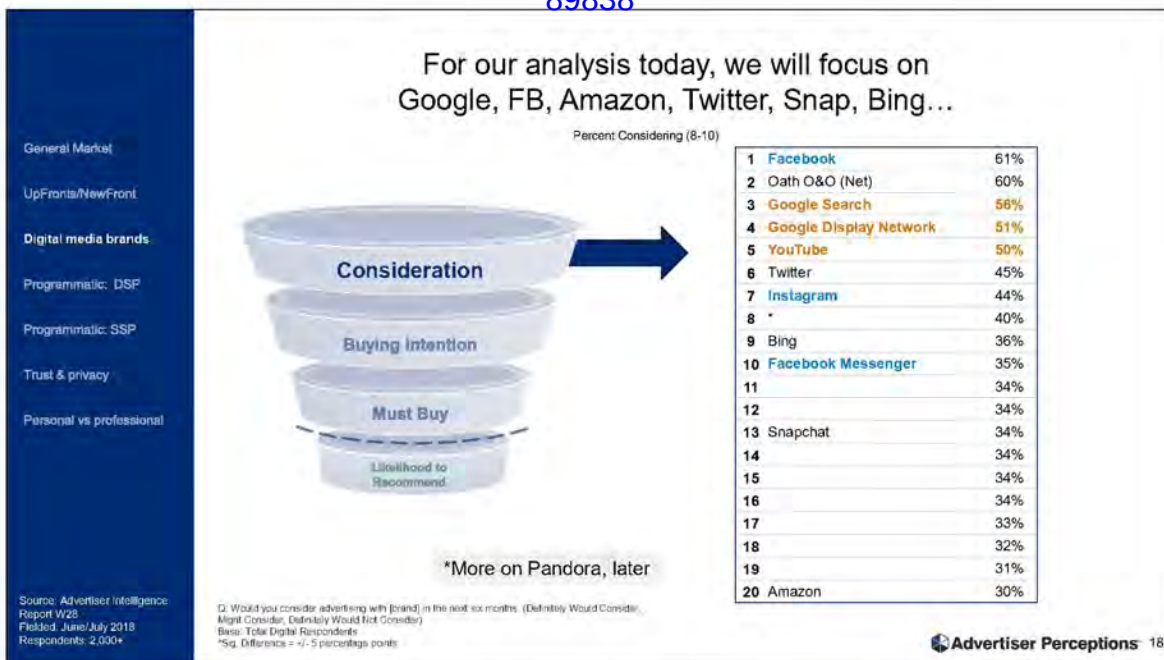 89838
For our analysis today, we will focus on
Google, FB, Amazon, Twitter, Snap, Bing…
Percent Considering (8-10)
General Market
UpFronts/NewFront
Digital media brands
Programmatic: DSP
Programmatic: SSP
Trust & privacy
Personal vs professional
Consideration
Buying Intention
Must Buy
Likelihood to
Recommend
1 Facebook 61%
2 Oath O&O (Net) 60%
3 Google Search 56%
4 Google Display Network 51%
5 YouTube 50%
6 Twitter 45%
7 Instagram 44%
8 * 40%
9 Bing 36%
10 Facebook Messenger 35%
11 34%
12 34%
13 Snapchat 34%
14 34%
15 34%
16 34%
17 33%
18 32%
19 31%
20 Amazon 30%
*More on Pandora, later
Source: Advertiser Intelligence
Report W28
Fielded: June/July 2018
Respondents: 2,000+
Q: Would you consider advertising with [brand] in the next six months. (Definitely Would Consider,
Might Consider, Definitely Would Not Consider)
Base: Total Digital Respondents
*Sig. Difference = +/- 5 percentage points
Advertiser Perceptions 18